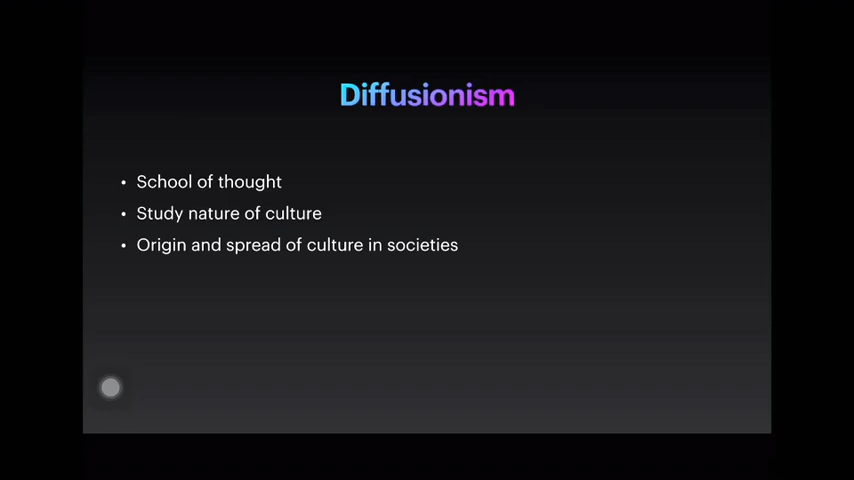 Diffusionism
• School of thought
• Study nature of culture
• Origin and spread of culture in societies